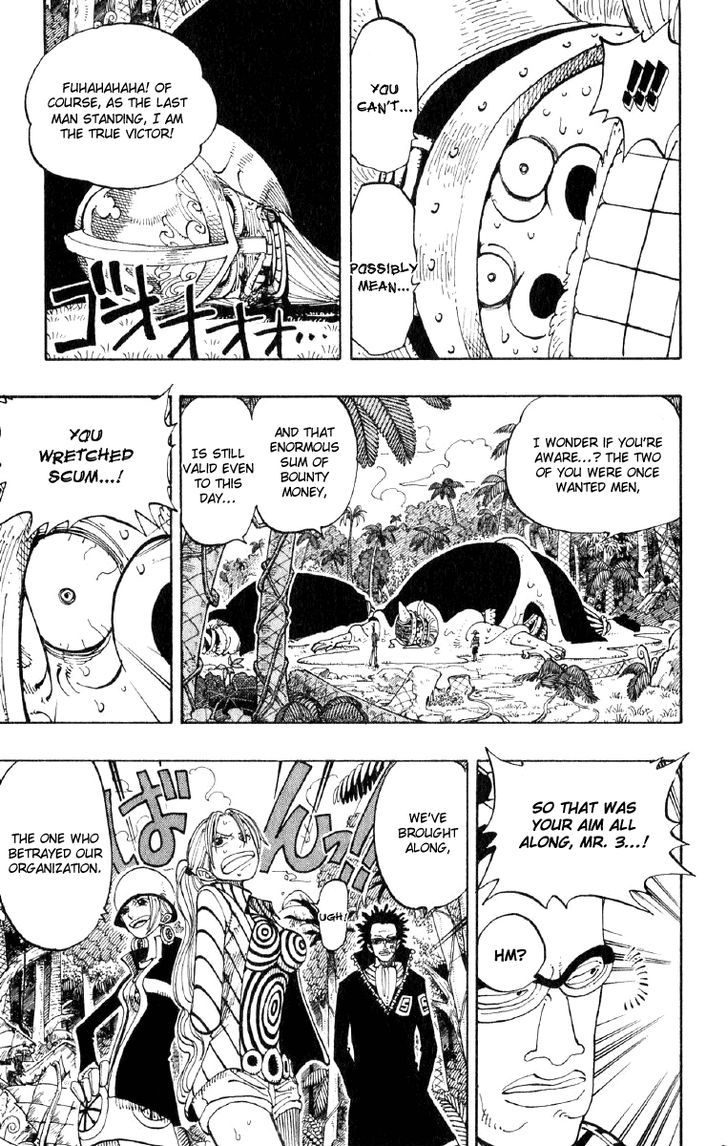 !!!!
YOU
CAN'T...
POSSIBLY
MEAN...
FUHAHAHAHA! OF
COURSE, AS THE LAST
MAN STANDING, I AM
THE TRUE VICTOR!
ゴオオオオォ...
I WONDER IF YOU'RE
AWARE...? THE TWO
OF YOU WERE ONCE
WANTED MEN,
AND THAT
ENORMOUS
SUM OF
BOUNTY
MONEY,
IS STILL
VALID EVEN
TO THIS
DAY...
YOU
WRETCHED
SCUM...!
SO THAT WAS
YOUR AIM ALL
ALONG, MR. 3...!
HM?
WE'VE
BROUGHT
ALONG,
UGH!
5
THE ONE WHO
BETRAYED OUR
ORGANIZATION.
ばんっ!!